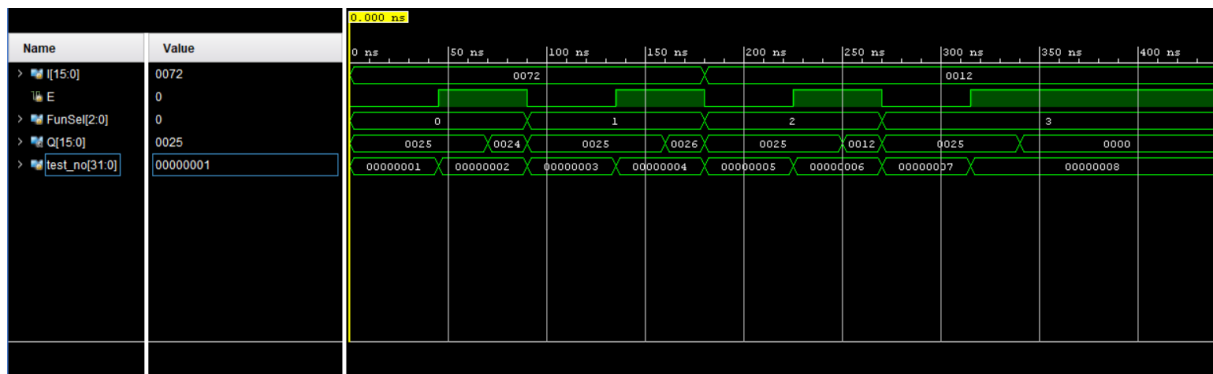 0.000 ns
Name Value
0 ns 50 ns 100 ns 150 ns 200 ns 250 ns 300 ns 350 ns 400 ns
I[15:0] 0072 0072 0012
E 0
FunSel[2:0] 0 0 1 2 3
Q[15:0] 0025 0025 0024 0025 0026 0025 0012 0025 0000
test_no[31:0] 00000001 00000001 00000002 00000003 00000004 00000005 00000006 00000007 00000008